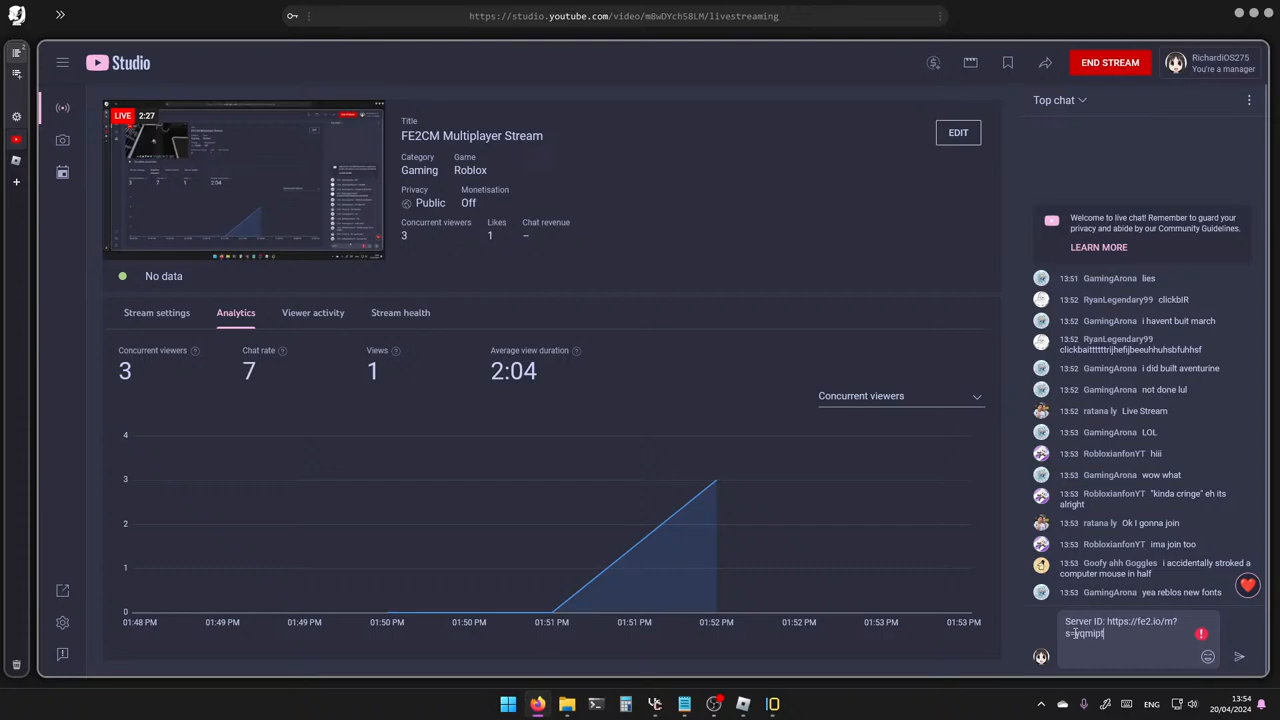 https://studio.youtube.com/video/m8wDYch58LM/livestreaming
Studio
END STREAM
RichardiOS275
You're a manager
LIVE 2:27
Title
FE2CM Multiplayer Stream
EDIT
Category Game
Gaming Roblox
Privacy Monetisation
Public Off
Concurrent viewers Likes Chat revenue
3 1 –
No data
Stream settings Analytics Viewer activity Stream health
Concurrent viewers Chat rate Views Average view duration
3 7 1 2:04
Concurrent viewers
4
3
2
1
0
01:48 PM 01:49 PM 01:49 PM 01:50 PM 01:50 PM 01:51 PM 01:51 PM 01:52 PM 01:52 PM 01:53 PM 01:53 PM
Top chat
Welcome to live chat! Remember to guard your
privacy and abide by our Community Guidelines.
LEARN MORE
13:51 GamingArona lies
13:52 RyanLegendary99 clickbIR
13:52 GamingArona i havent buit march
13:52 RyanLegendary99
clickbaittttttrijhefijbeeuhhuhsbfuhhsf
13:52 GamingArona i did built aventurine
13:52 GamingArona not done lul
13:52 ratana ly Live Stream
13:53 GamingArona LOL
13:53 RobloxianfonYT hiii
13:53 GamingArona wow what
13:53 RobloxianfonYT "kinda cringe" eh its
alright
13:53 ratana ly Ok I gonna join
13:53 RobloxianfonYT ima join too
13:53 Goofy ahh Goggles i accidentally stroked a
computer mouse in half
13:53 GamingArona yea reblos new fonts
Server ID: https://fe2.io/m?
ENG
13:54
20/04/2024